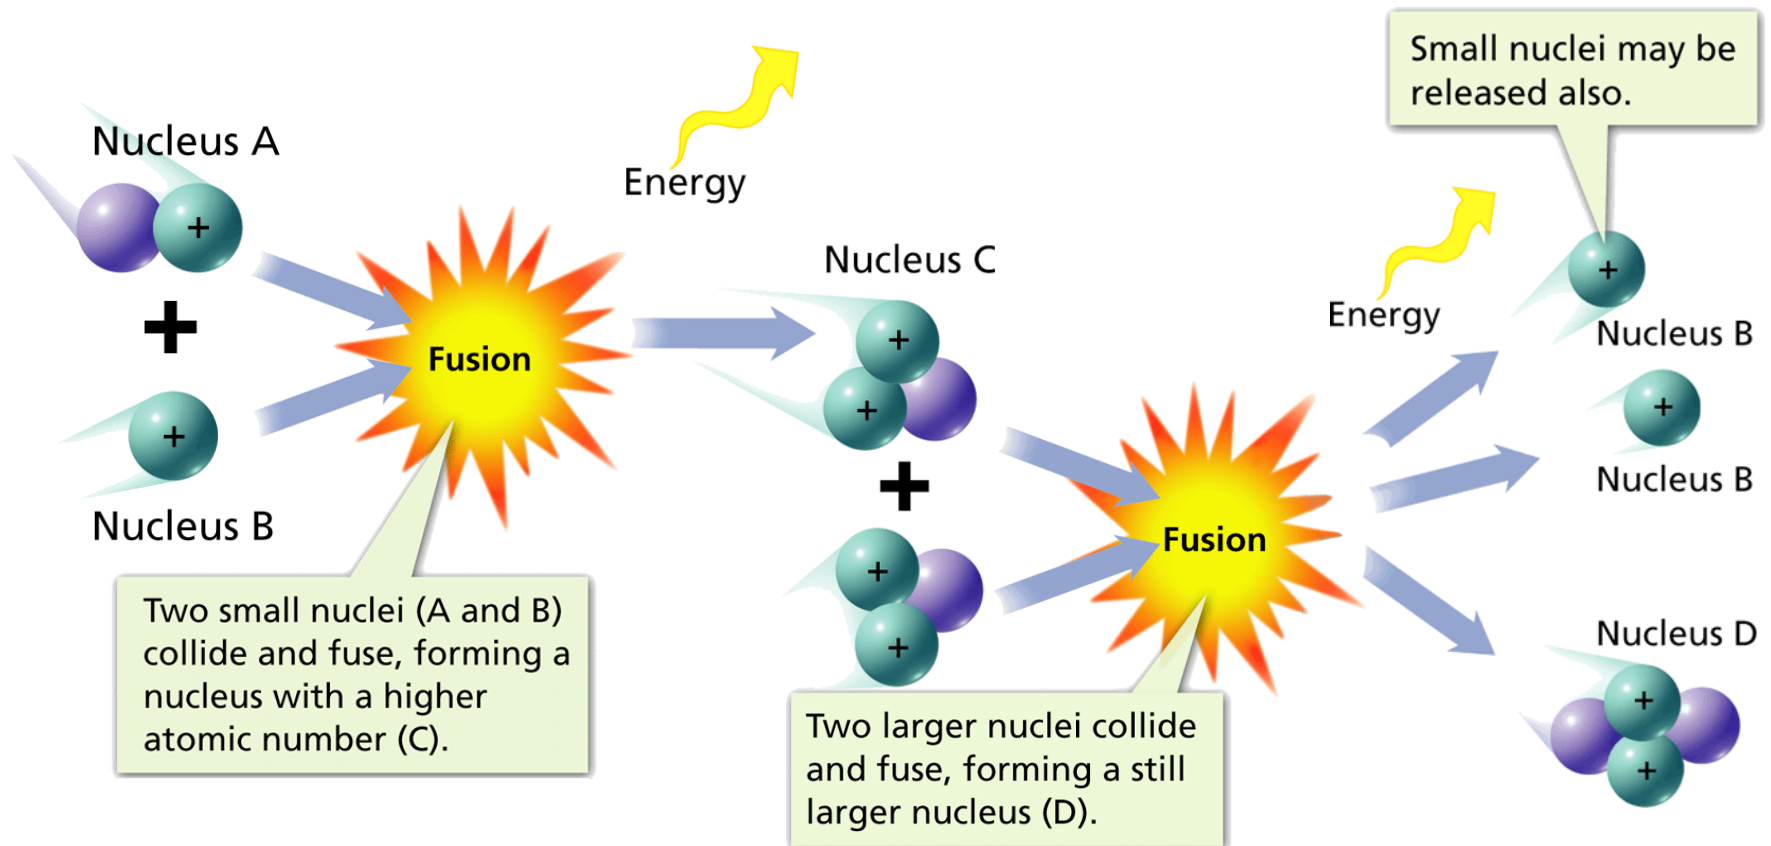 Nucleus A
+
+
Nucleus B
Two small nuclei (A and B)
collide and fuse, forming a
nucleus with a higher
atomic number (C).
Fusion
Energy
Nucleus C
+
+
+
+
+
Two larger nuclei collide
and fuse, forming a still
larger nucleus (D).
Fusion
Energy
Small nuclei may be
released also.
+
Nucleus B
+
Nucleus B
Nucleus D
+
+